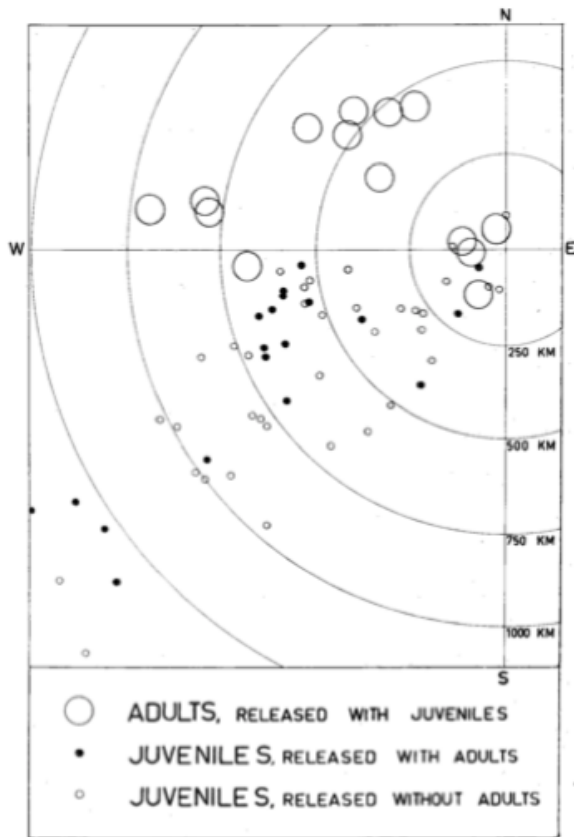 N
W
E
250 KM
500 KM
750 KM
1000 KM
S
ADULTS, RELEASED WITH JUVENILES
JUVENILES, RELEASED WITH ADULTS
JUVENILES, RELEASED WITHOUT ADULTS